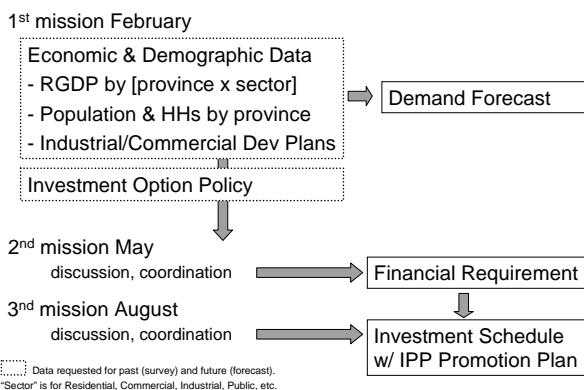 1st mission February
Economic & Demographic Data
- RGDP by [province x sector]
- Population & HHs by province
- Industrial/Commercial Dev Plans
Demand Forecast
Investment Option Policy
2nd mission May
discussion, coordination
Financial Requirement
3rd mission August
discussion, coordination
Investment Schedule
w/ IPP Promotion Plan
Data requested for past (survey) and future (forecast).
“Sector” is for Residential, Commercial, Industrial, Public, etc.